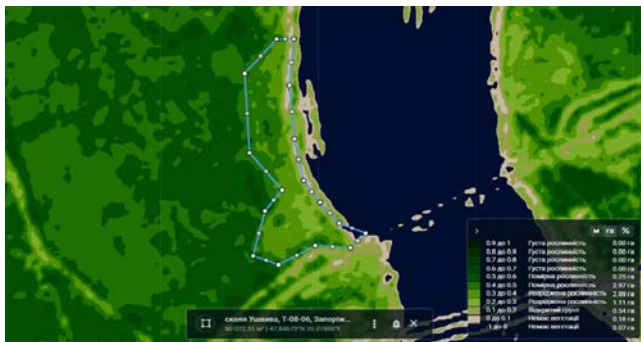 м га %
0.9 до 1 Густа рослинність 0.00 га
0.8 до 0.9 Густа рослинність 0.00 га
0.7 до 0.8 Густа рослинність 0.00 га
0.6 до 0.7 Густа рослинність 0.00 га
0.5 до 0.6 Помірна рослинність 0.25 га
0.4 до 0.5 Помірна рослинність 2.97 га
0.3 до 0.4 Розріджена рослинність 2.88 га
0.2 до 0.3 Розріджена рослинність 1.11 га
0.1 до 0.2 Відкритий ґрунт 0.54 га
0 до 0.1 Немає вегетації 0.18 га
-1 до 0 Немає вегетації 0.07 га
скеля Ушвива, Т-08-06, Запоріж...